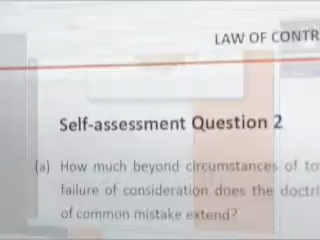 LAW OF CONTR
Self-assessment Question 2
(a) How much beyond circumstances of to
failure of consideration does the doctri
of common mistake extend?